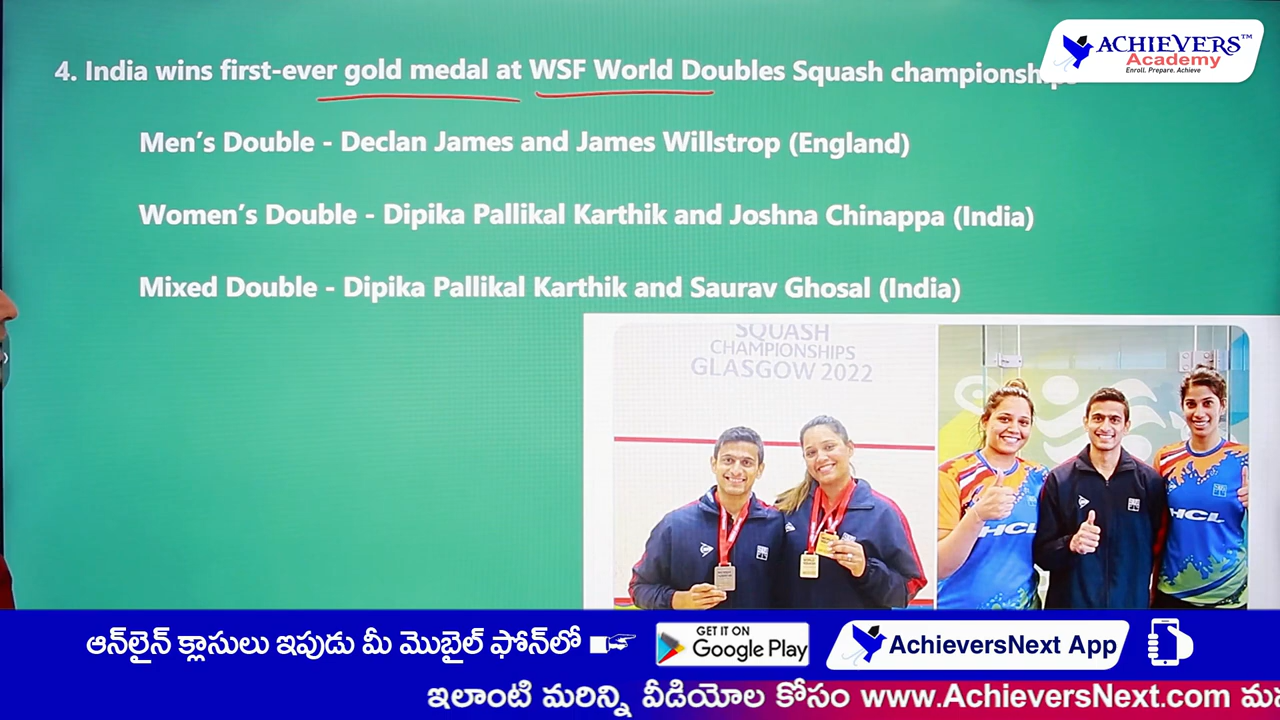 ACHIEVERS™
Academy
Enroll. Prepare. Achieve
4. India wins first-ever gold medal at WSF World Doubles Squash championships
Men's Double - Declan James and James Willstrop (England)
Women's Double - Dipika Pallikal Karthik and Joshna Chinappa (India)
Mixed Double - Dipika Pallikal Karthik and Saurav Ghosal (India)
SQUASH
CHAMPIONSHIPS
GLASGOW 2022
HCL
HCL
ఆన్‌లైన్ క్లాసులు ఇపుడు మీ మొబైల్ ఫోన్‌లో
GET IT ON
Google Play
AchieversNext App
ఇలాంటి మరిన్ని వీడియోల కోసం www.AchieversNext.com